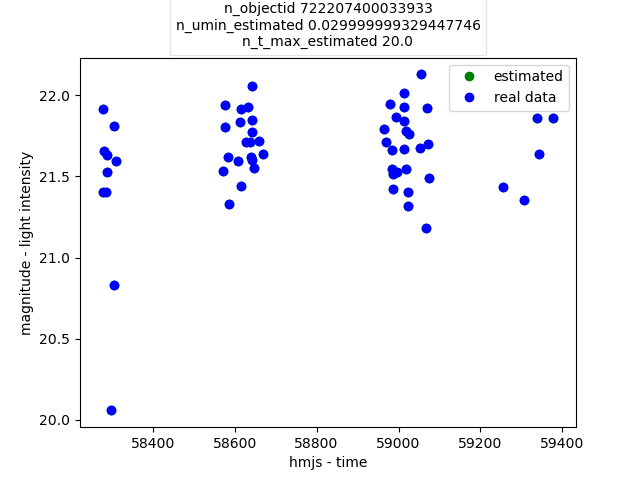 n_objectid 722207400033933
n_umin_estimated 0.029999999329447746
n_t_max_estimated 20.0
estimated
real data
magnitude - light intensity
22.0
21.5
21.0
20.5
20.0
58400 58600 58800 59000 59200 59400
hmjs - time